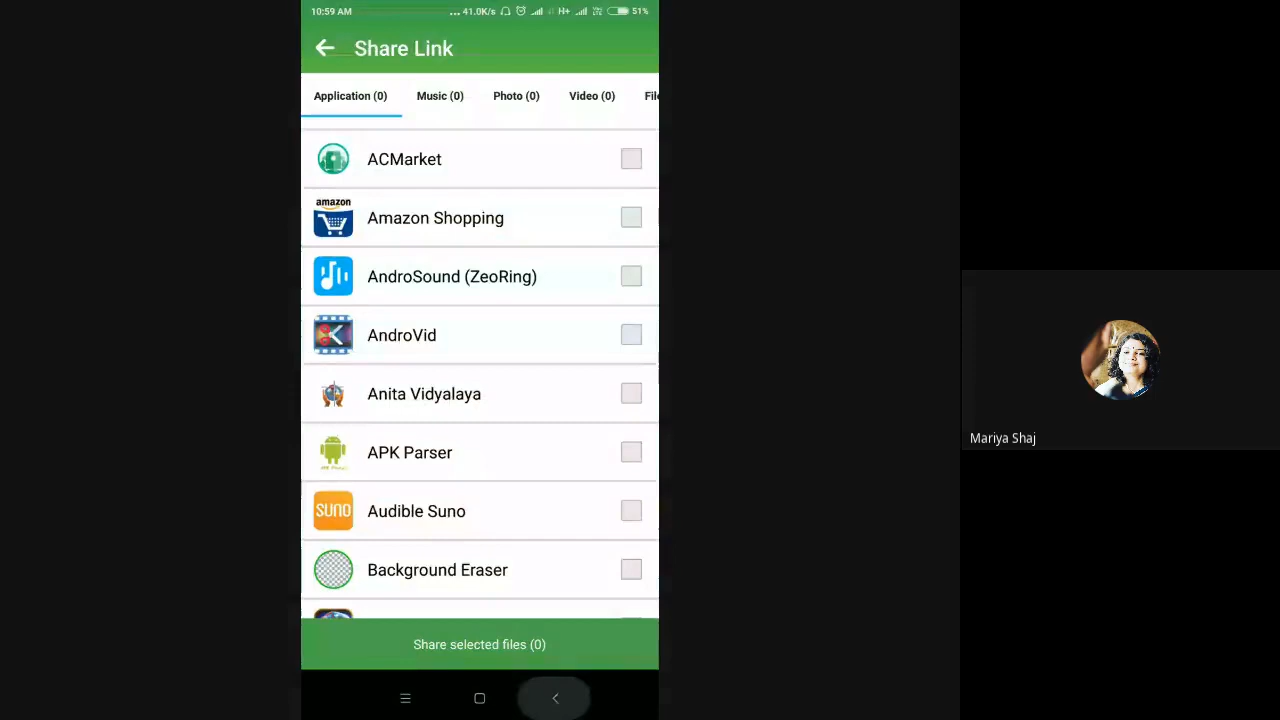 10:59 AM ... 41.0K/s H+ 51%
Share Link
Application (0) Music (0) Photo (0) Video (0) File
ACMarket
amazon
Amazon Shopping
AndroSound (ZeoRing)
AndroVid
Anita Vidyalaya
APK Parser
suno
Audible Suno
Background Eraser
Share selected files (0)
Mariya Shaj